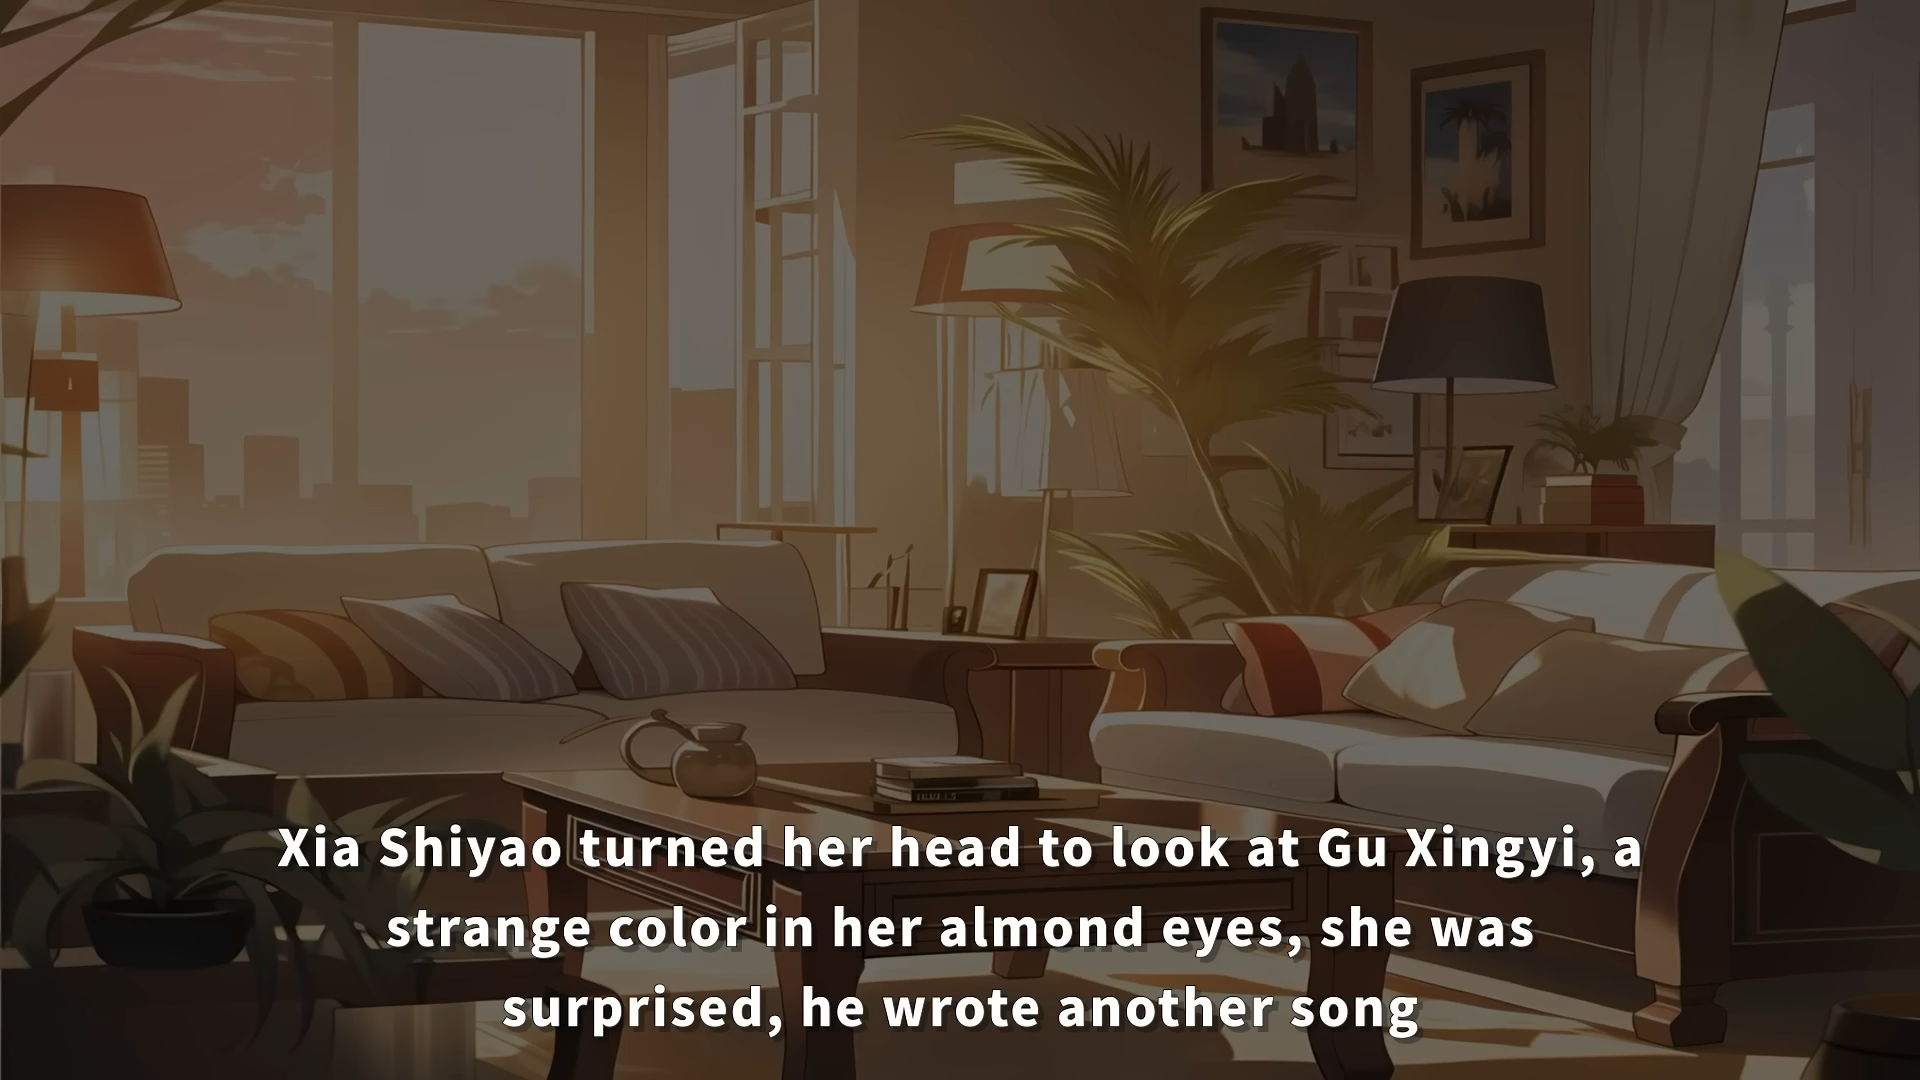 Xia Shiyao turned her head to look at Gu Xingyi, a
strange color in her almond eyes, she was
surprised, he wrote another song